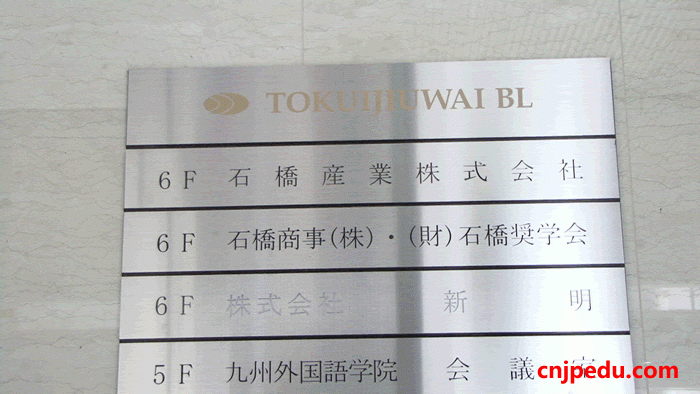 TOKUIJIUWAI BL
6F 石橋産業株式会社
6F 石橋商事(株)・(財)石橋奨学会
6F 株式会社 新明
5F 九州外国語学院 会議室
cnjpedu.com